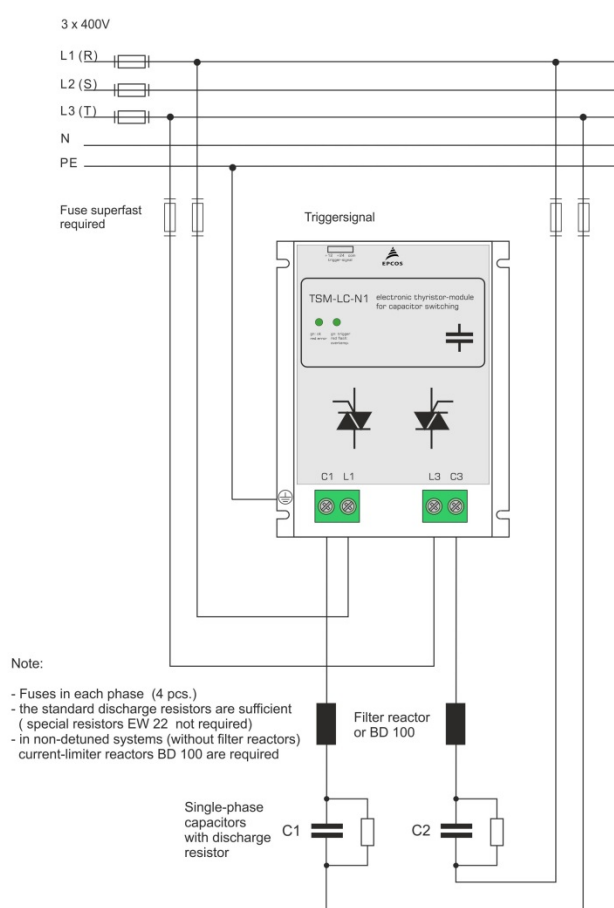 3 x 400V
L1 (R)
L2 (S)
L3 (T)
N
PE
Fuse superfast
required
Triggersignal
EPCOS
trigger signal
TSM-LC-N1
electronic thyristor-module
for capacitor switching
C1 L1
L3 C3
Note:
- Fuses in each phase (4 pcs.)
- the standard discharge resistors are sufficient
( special resistors EW 22 not required)
- in non-detuned systems (without filter reactors)
current-limiter reactors BD 100 are required
Filter reactor
or BD 100
Single-phase
capacitors
with discharge
resistor
C1
C2